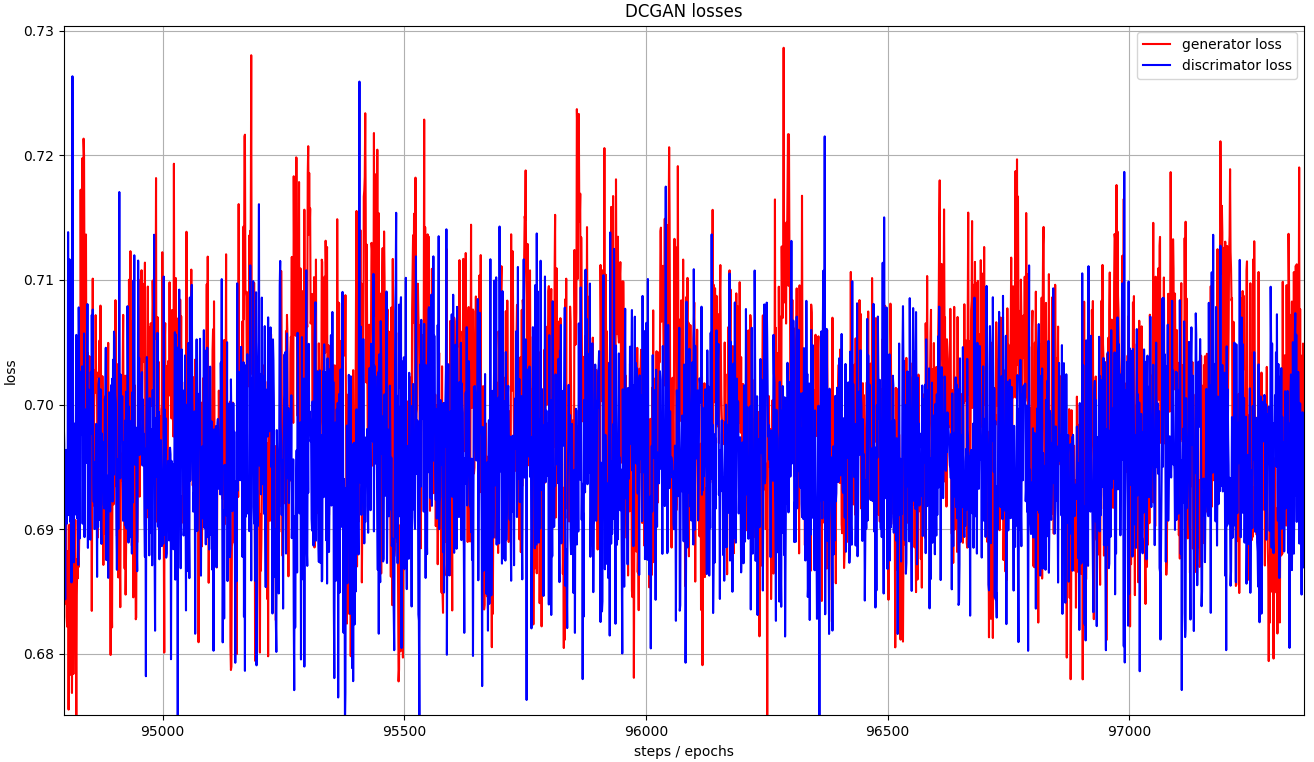 DCGAN losses
generator loss
discrimator loss
0.73
0.72
0.71
0.70
0.69
0.68
loss
95000
95500
96000
96500
97000
steps / epochs